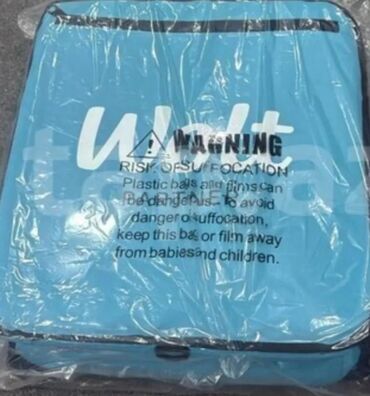 Wolt
WARNING
RISK OF SUFFOCATION
Plastic bags and films can
be dangerous. To avoid
PARTNER
danger of suffocation,
keep this bag or film away
from babies and children.